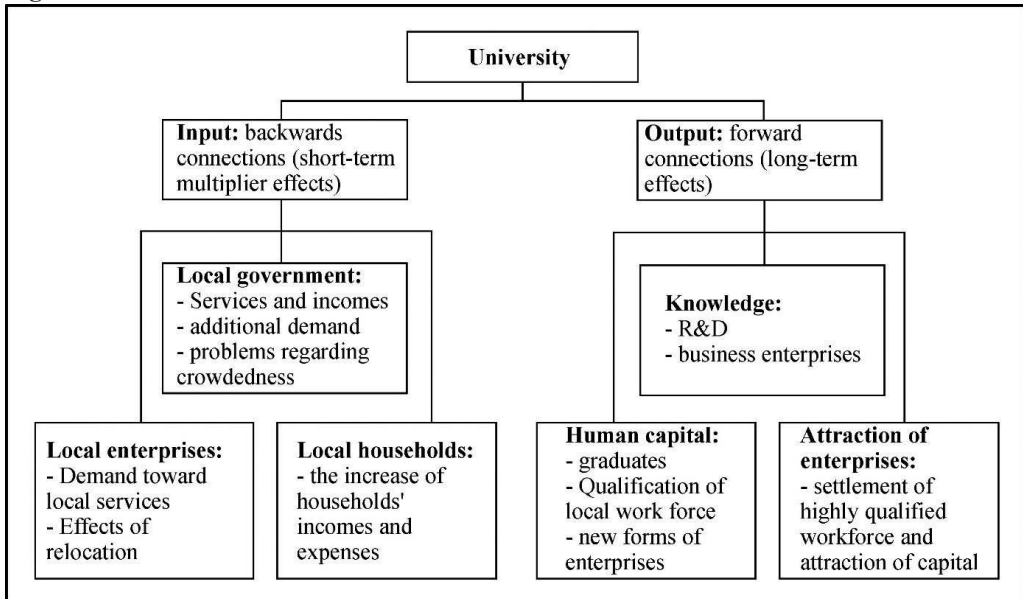 University
Input: backwards
connections (short-term
multiplier effects)
Output: forward
connections (long-term
effects)
Local government:
- Services and incomes
- additional demand
- problems regarding
crowdedness
Knowledge:
- R&D
- business enterprises
Local enterprises:
- Demand toward
local services
- Effects of
relocation
Local households:
- the increase of
households'
incomes and
expenses
Human capital:
- graduates
- Qualification of
local work force
- new forms of
enterprises
Attraction of
enterprises:
- settlement of
highly qualified
workforce and
attraction of capital